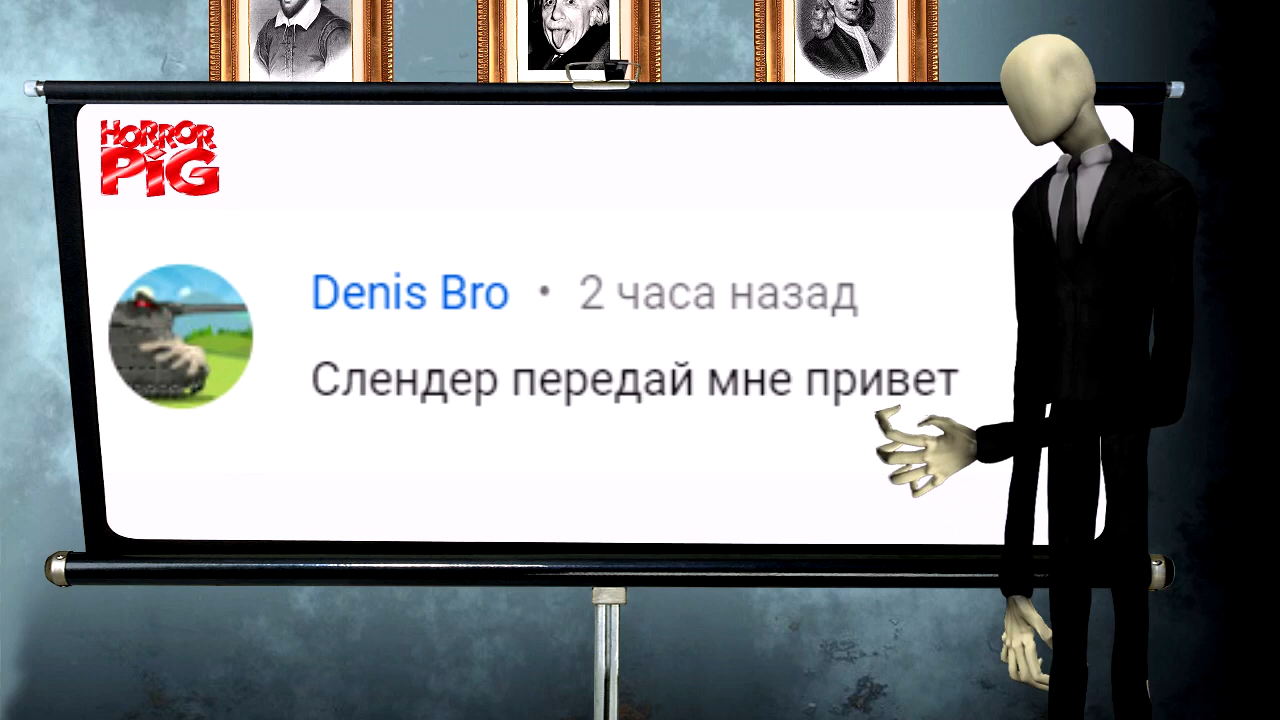 HORROR
PiG
Denis Bro • 2 часа назад
Слендер передай мне привет